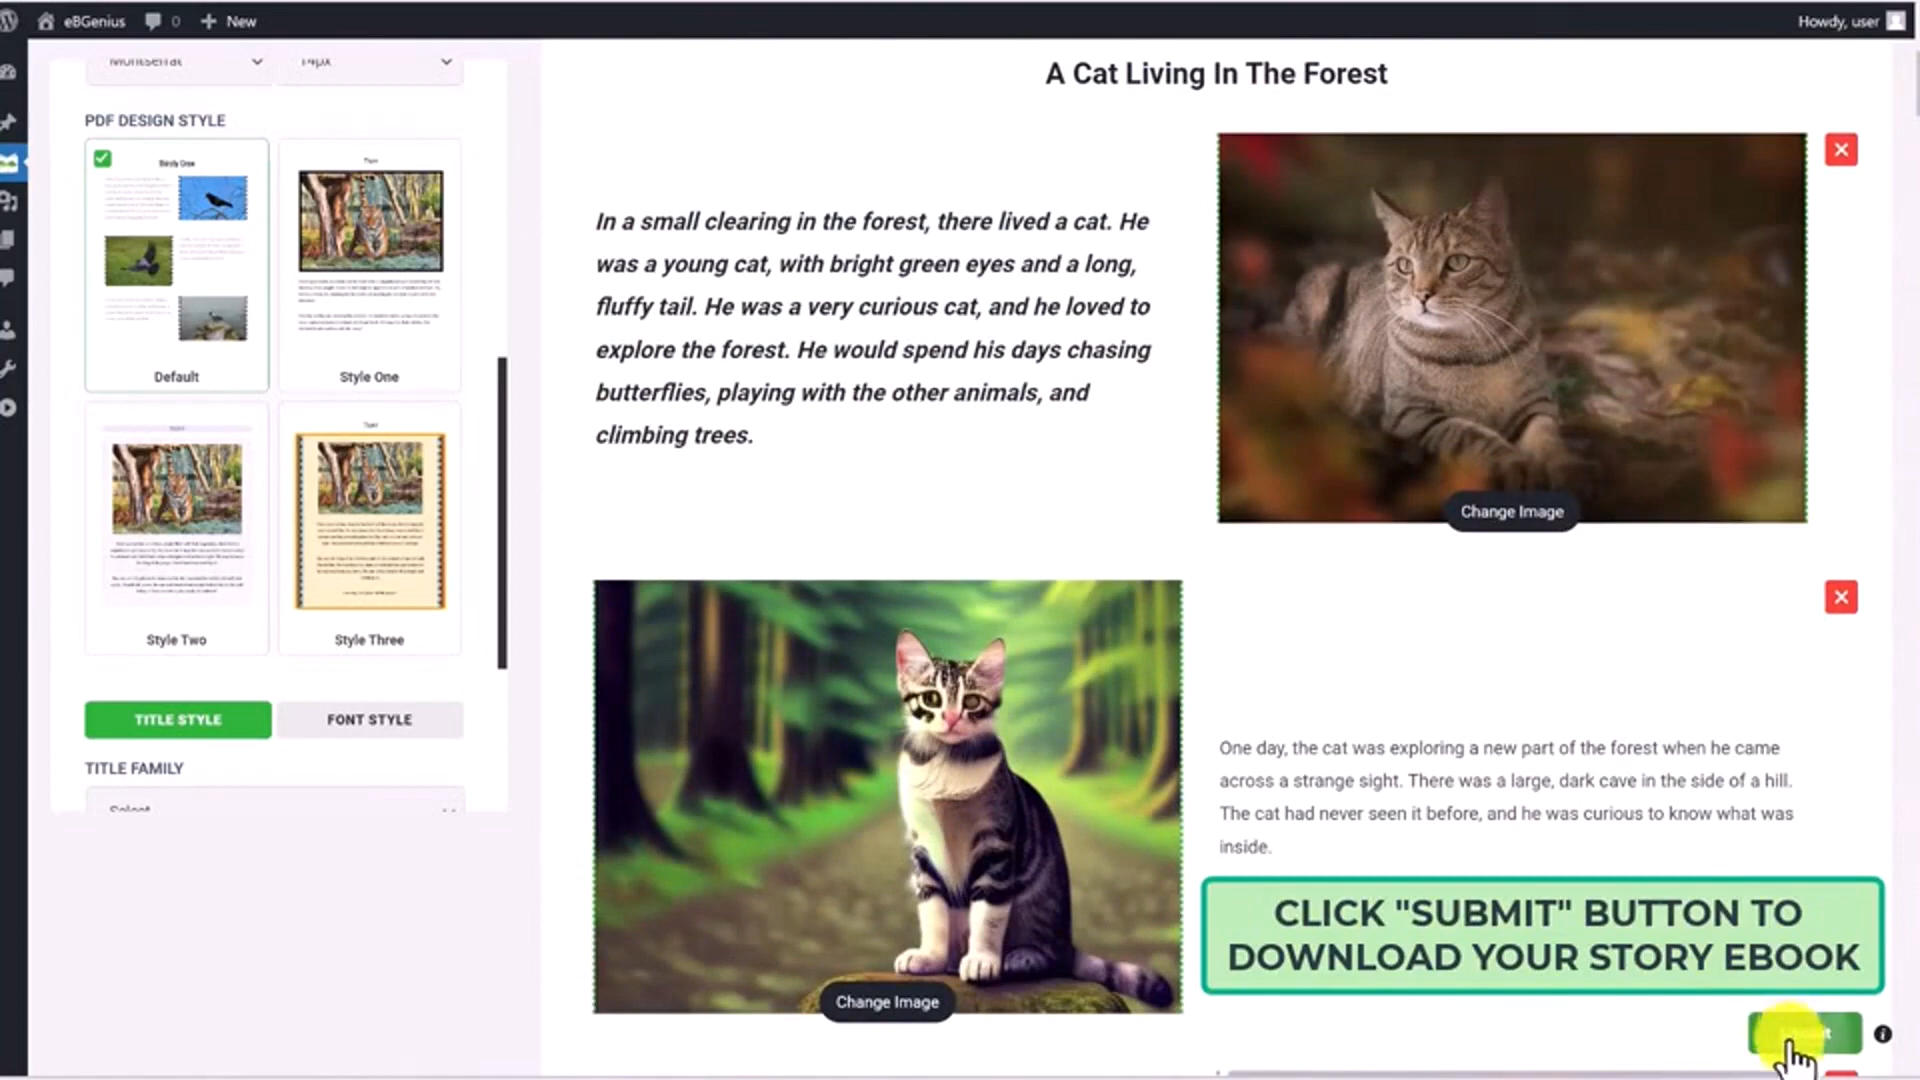 eBGenius
0
New
Howdy, user
Montserrat
14px
PDF DESIGN STYLE
Thirsty Crow
Default
Style One
Style Two
Style Three
TITLE STYLE
FONT STYLE
TITLE FAMILY
Select
A Cat Living In The Forest
In a small clearing in the forest, there lived a cat. He
was a young cat, with bright green eyes and a long,
fluffy tail. He was a very curious cat, and he loved to
explore the forest. He would spend his days chasing
butterflies, playing with the other animals, and
climbing trees.
Change Image
Change Image
One day, the cat was exploring a new part of the forest when he came
across a strange sight. There was a large, dark cave in the side of a hill.
The cat had never seen it before, and he was curious to know what was
inside.
CLICK "SUBMIT" BUTTON TO
DOWNLOAD YOUR STORY EBOOK